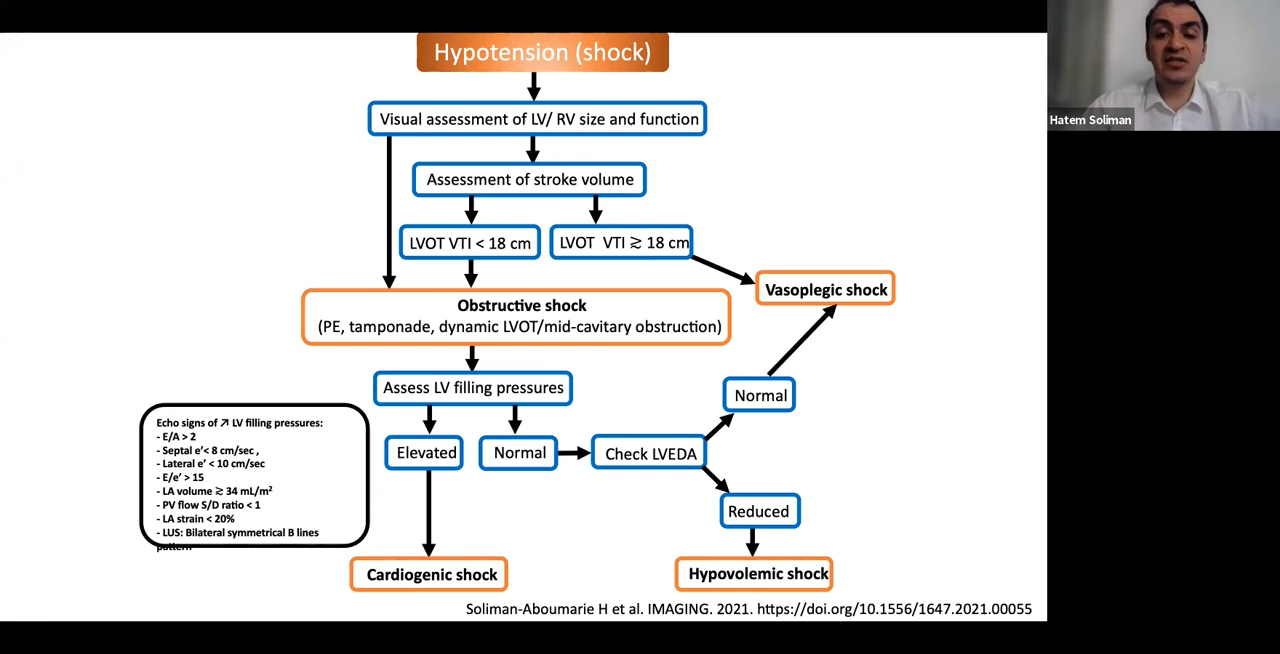 Hypotension (shock)
Hatem Soliman
Visual assessment of LV/ RV size and function
Assessment of stroke volume
LVOT VTI < 18 cm
LVOT VTI ≳ 18 cm
Vasoplegic shock
Obstructive shock
(PE, tamponade, dynamic LVOT/mid-cavitary obstruction)
Assess LV filling pressures
Normal
Echo signs of ↗ LV filling pressures:
- E/A > 2
- Septal e'< 8 cm/sec ,
- Lateral e' < 10 cm/sec
- E/e' > 15
- LA volume ≳ 34 mL/m²
- PV flow S/D ratio < 1
- LA strain < 20%
- LUS: Bilateral symmetrical B lines
pattern
Elevated
Normal
Check LVEDA
Reduced
Cardiogenic shock
Hypovolemic shock
Soliman-Aboumarie H et al. IMAGING. 2021. https://doi.org/10.1556/1647.2021.00055